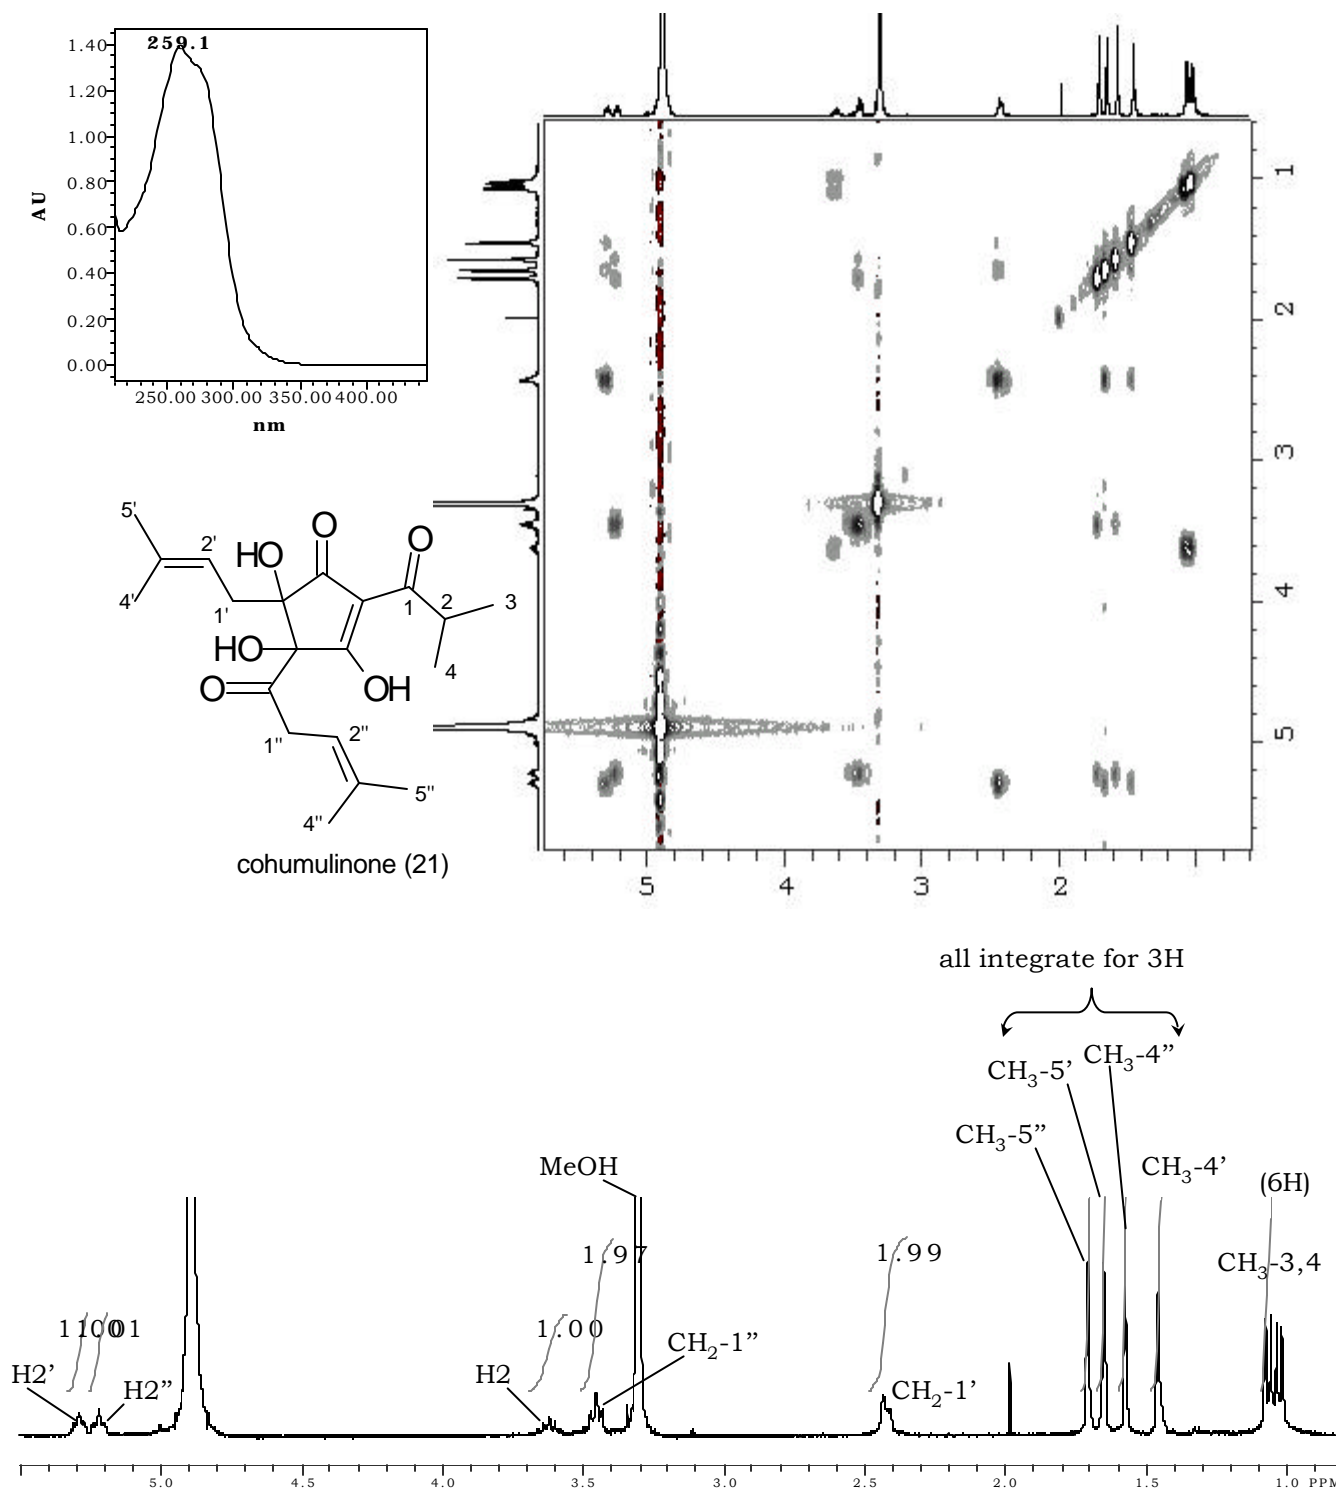 259.1
1.40
1.20
1.00
0.80
0.60
0.40
0.20
0.00
AU
250.00 300.00 350.00 400.00
nm
1
2
3
4
5
5 4 3 2
5'
4'
2'
1'
HO
O
O
1
2
3
4
HO
O
OH
1"
2"
5"
4"
cohumulinone (21)
all integrate for 3H
CH3-5’
CH3-4”
CH3-5”
MeOH
CH3-4’
(6H)
1.97
1.99
CH3-3,4
1.00
H2’
H2”
H2
CH2-1”
CH2-1’
5.0 4.5 4.0 3.5 3.0 2.5 2.0 1.5 1.0 PPM